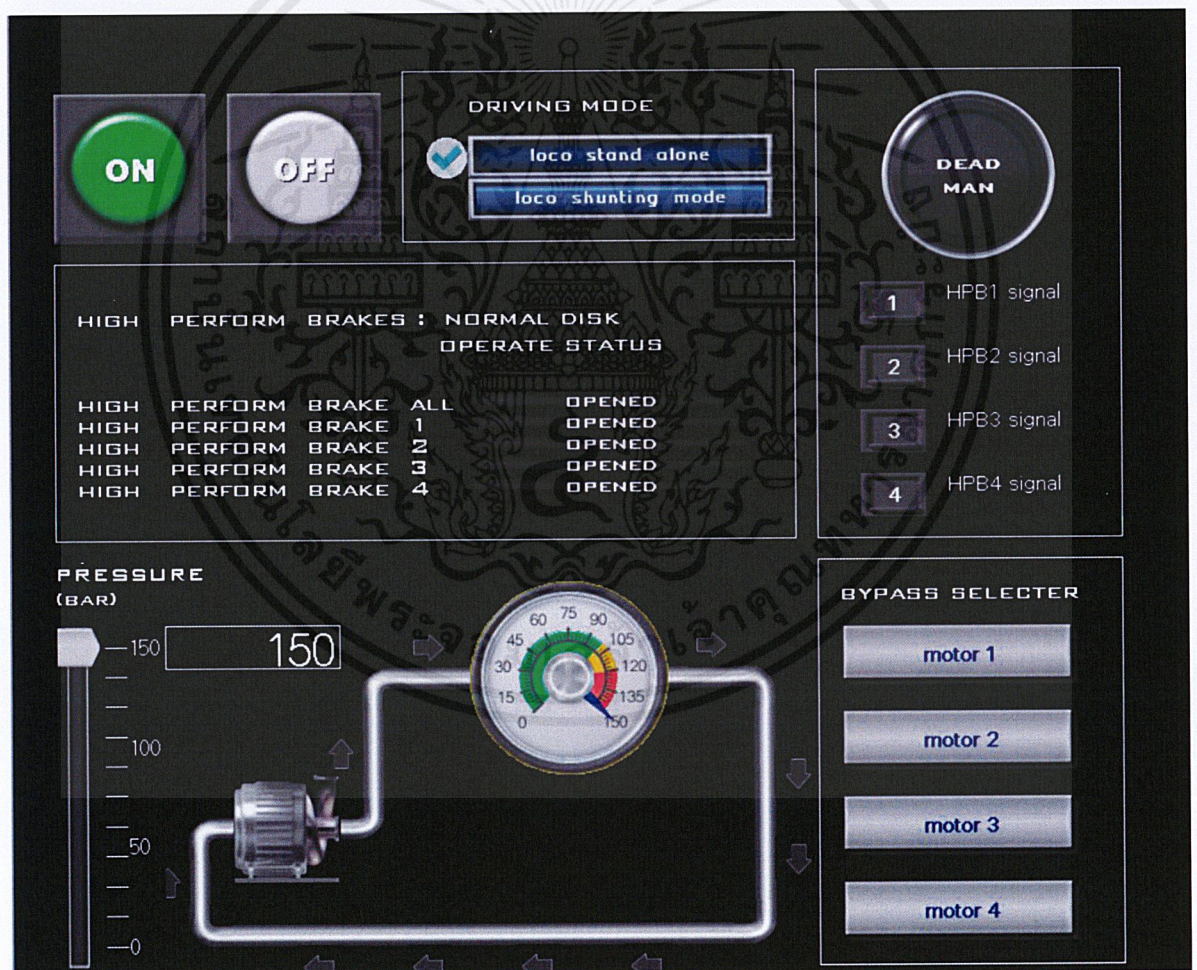 ON
OFF
DRIVING MODE
loco stand alone
loco shunting mode
DEAD
MAN
1 HPB1 signal
2 HPB2 signal
3 HPB3 signal
4 HPB4 signal
HIGH PERFORM BRAKES : NORMAL DISK
OPERATE STATUS
HIGH PERFORM BRAKE ALL OPENED
HIGH PERFORM BRAKE 1 OPENED
HIGH PERFORM BRAKE 2 OPENED
HIGH PERFORM BRAKE 3 OPENED
HIGH PERFORM BRAKE 4 OPENED
PRESSURE
(BAR)
150
100
50
0
150
0 15 30 45 60 75 90 105 120 135 150
BYPASS SELECTER
motor 1
motor 2
motor 3
motor 4